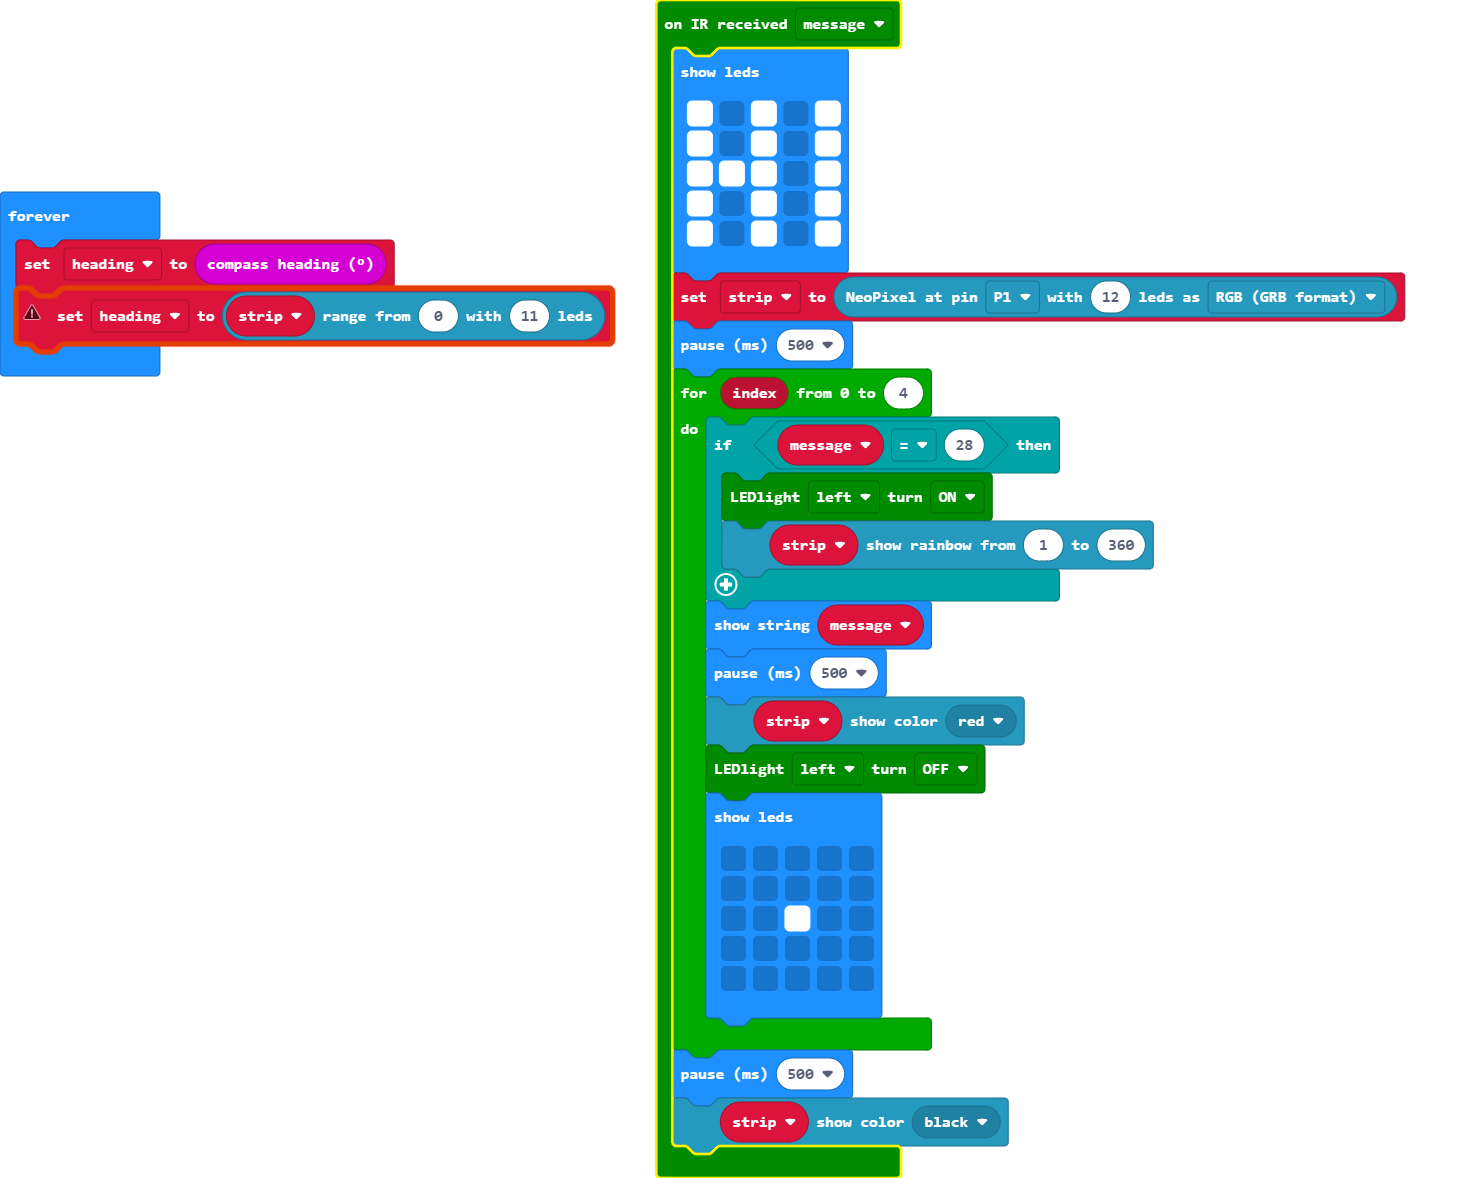 forever
set heading to compass heading (°)
set heading to strip range from 0 with 11 leds
on IR received message
show leds
set strip to NeoPixel at pin P1 with 12 leds as RGB (GRB format)
pause (ms) 500
for index from 0 to 4
do
if message = 28 then
LEDlight left turn ON
strip show rainbow from 1 to 360
show string message
pause (ms) 500
strip show color red
LEDlight left turn OFF
show leds
pause (ms) 500
strip show color black